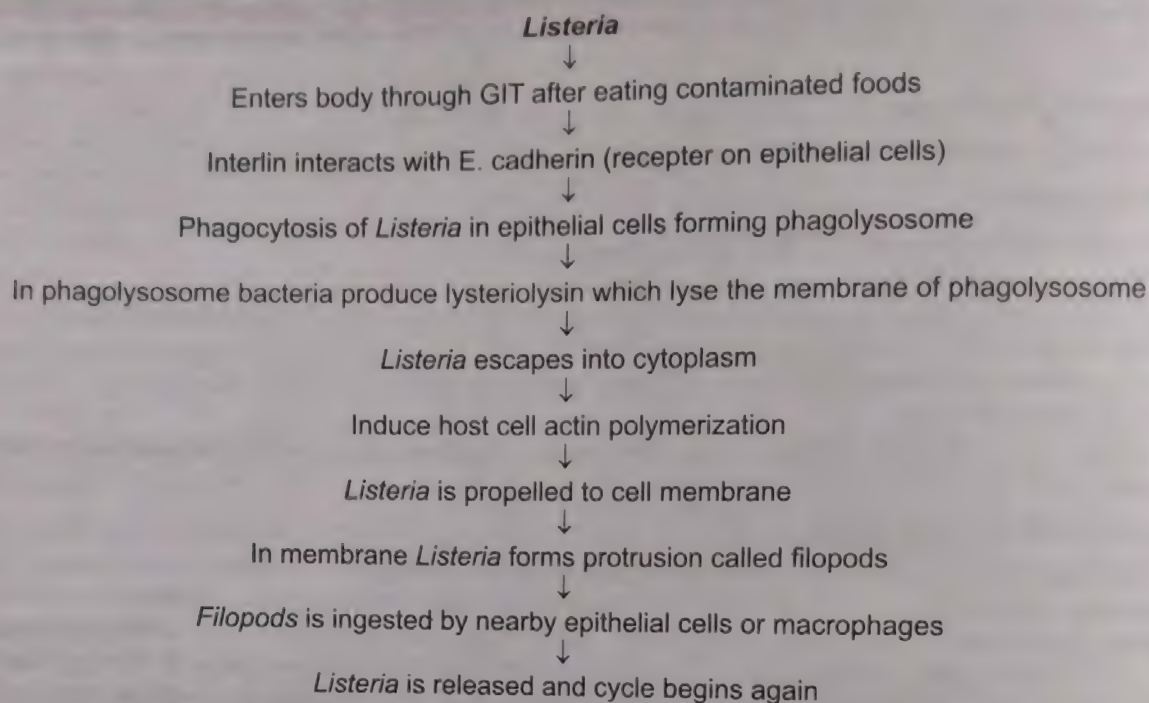 Listeria
↓
Enters body through GIT after eating contaminated foods
↓
Interlin interacts with E. cadherin (recepter on epithelial cells)
↓
Phagocytosis of Listeria in epithelial cells forming phagolysosome
↓
In phagolysosome bacteria produce lysteriolysin which lyse the membrane of phagolysosome
↓
Listeria escapes into cytoplasm
↓
Induce host cell actin polymerization
↓
Listeria is propelled to cell membrane
↓
In membrane Listeria forms protrusion called filopods
↓
Filopods is ingested by nearby epithelial cells or macrophages
↓
Listeria is released and cycle begins again